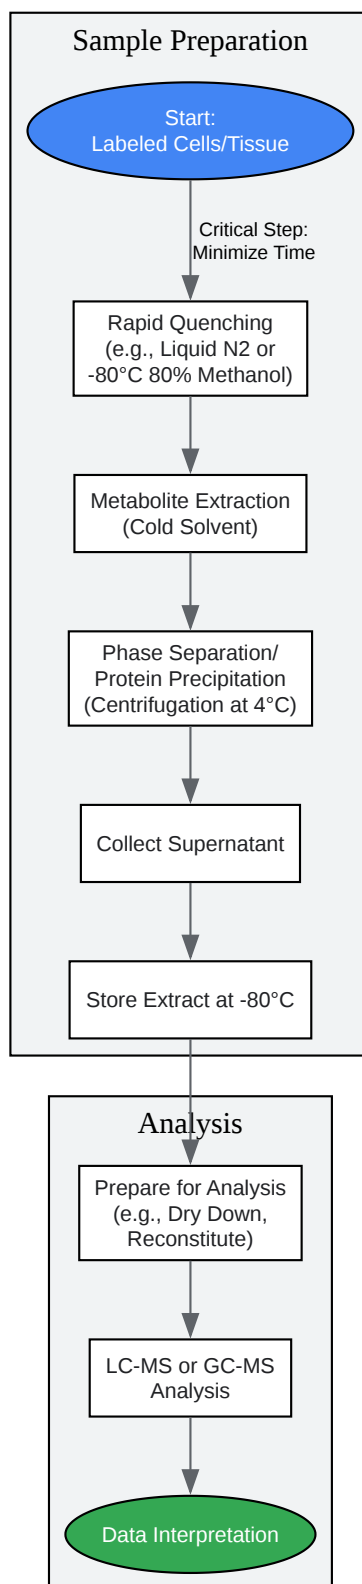 Sample Preparation
Start:
Labeled Cells/Tissue
Critical Step:
Minimize Time
Rapid Quenching
(e.g., Liquid N2 or
-80°C 80% Methanol)
Metabolite Extraction
(Cold Solvent)
Phase Separation/
Protein Precipitation
(Centrifugation at 4°C)
Collect Supernatant
Store Extract at -80°C
Analysis
Prepare for Analysis
(e.g., Dry Down,
Reconstitute)
LC-MS or GC-MS
Analysis
Data Interpretation